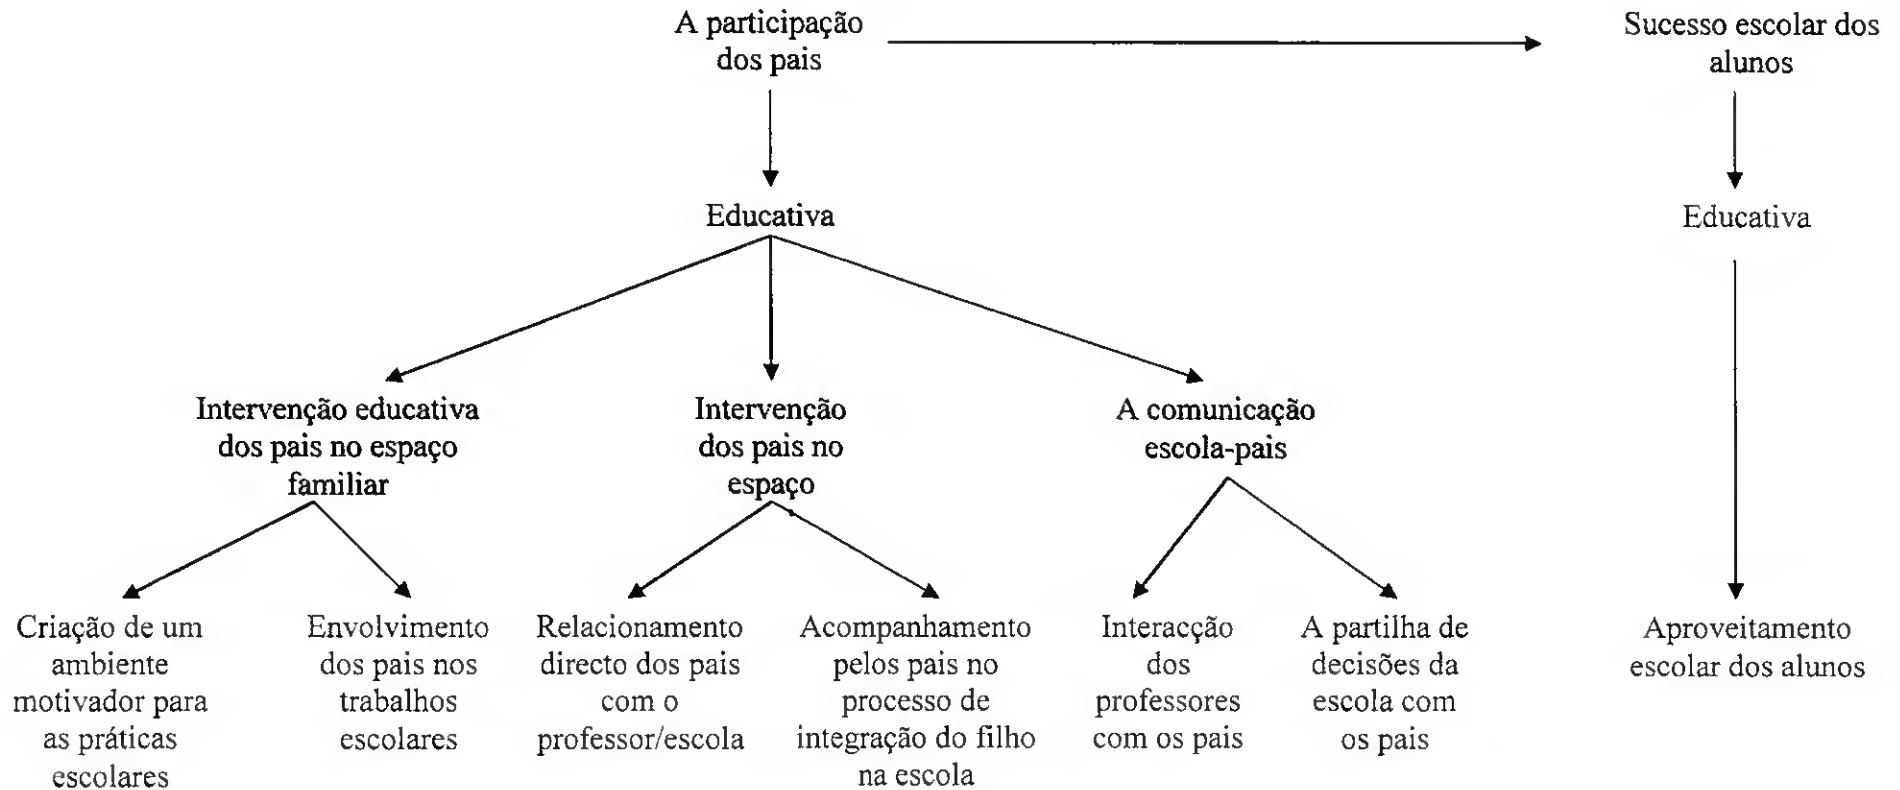 A participação
dos pais
Sucesso escolar dos
alunos
Educativa
Educativa
Intervenção educativa
dos pais no espaço
familiar
Intervenção
dos pais no
espaço
A comunicação
escola-pais
Criação de um
ambiente
motivador para
as práticas
escolares
Envolvimento
dos pais nos
trabalhos
escolares
Relacionamento
directo dos pais
com o
professor/escola
Acompanhamento
pelos pais no
processo de
integração do filho
na escola
Interacção
dos
professores
com os pais
A partilha de
decisões da
escola com
os pais
Aproveitamento
escolar dos alunos